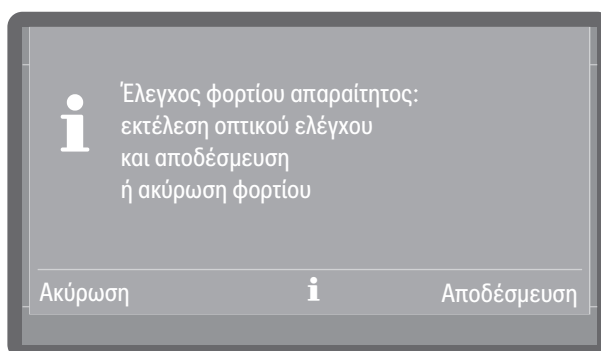 Έλεγχος φορτίου απαραίτητος:
εκτέλεση οπτικού ελέγχου
και αποδέσμευση
ή ακύρωση φορτίου
Ακύρωση i Αποδέσμευση